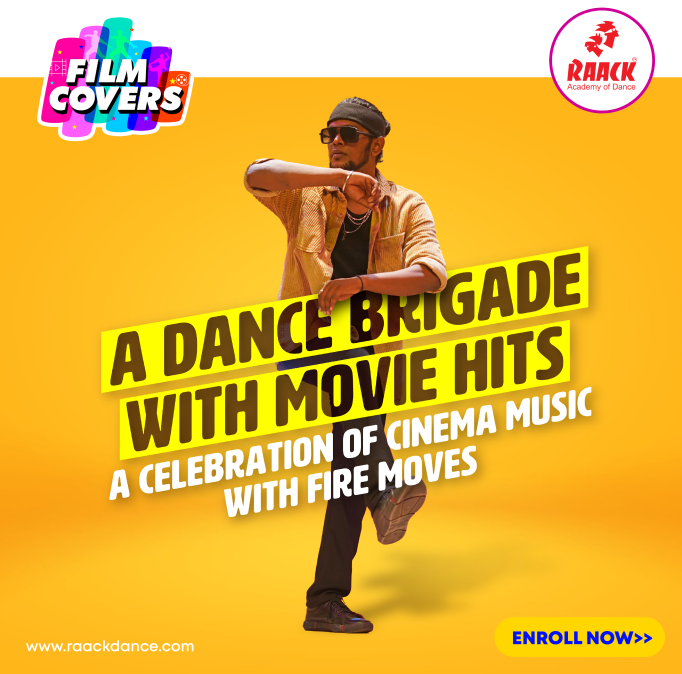 FILM
COVERS
RAACK
Academy of Dance
A DANCE BRIGADE
WITH MOVIE HITS
A CELEBRATION OF CINEMA MUSIC
WITH FIRE MOVES
www.raackdance.com
ENROLL NOW>>